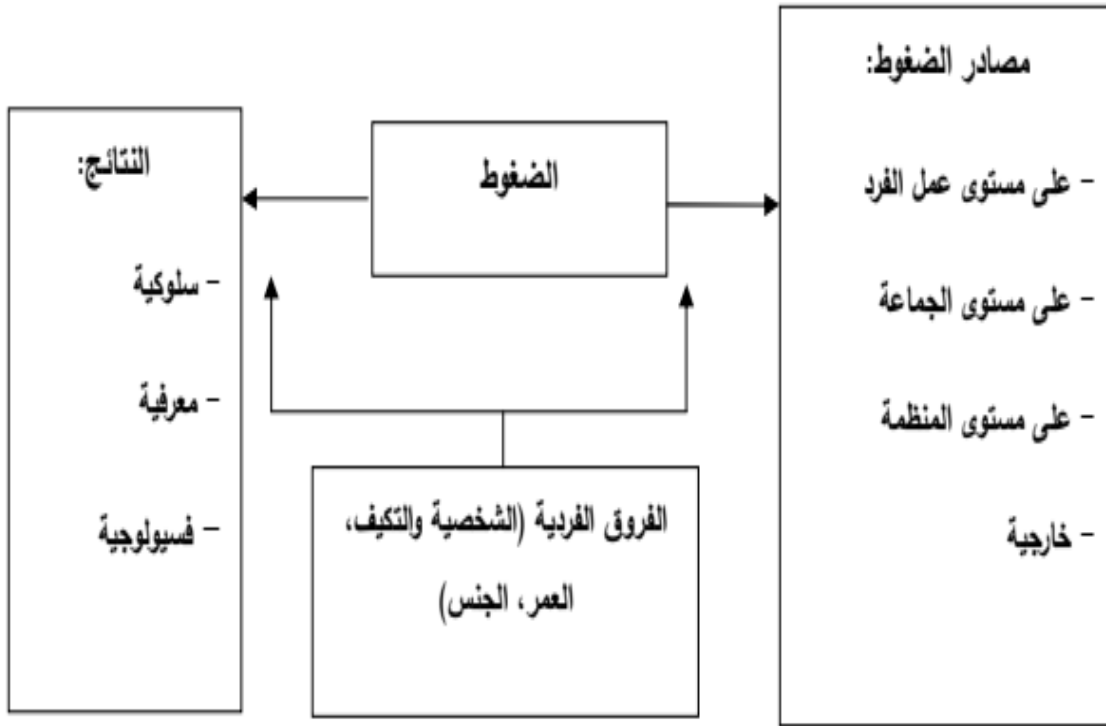 مصادر الضغوط:
- على مستوى عمل الفرد
- على مستوى الجماعة
- على مستوى المنظمة
- خارجية
الضغوط
النتائج:
- سلوكية
- معرفية
- فسيولوجية
الفروق الفردية (الشخصية والتكيف،
العمر، الجنس)